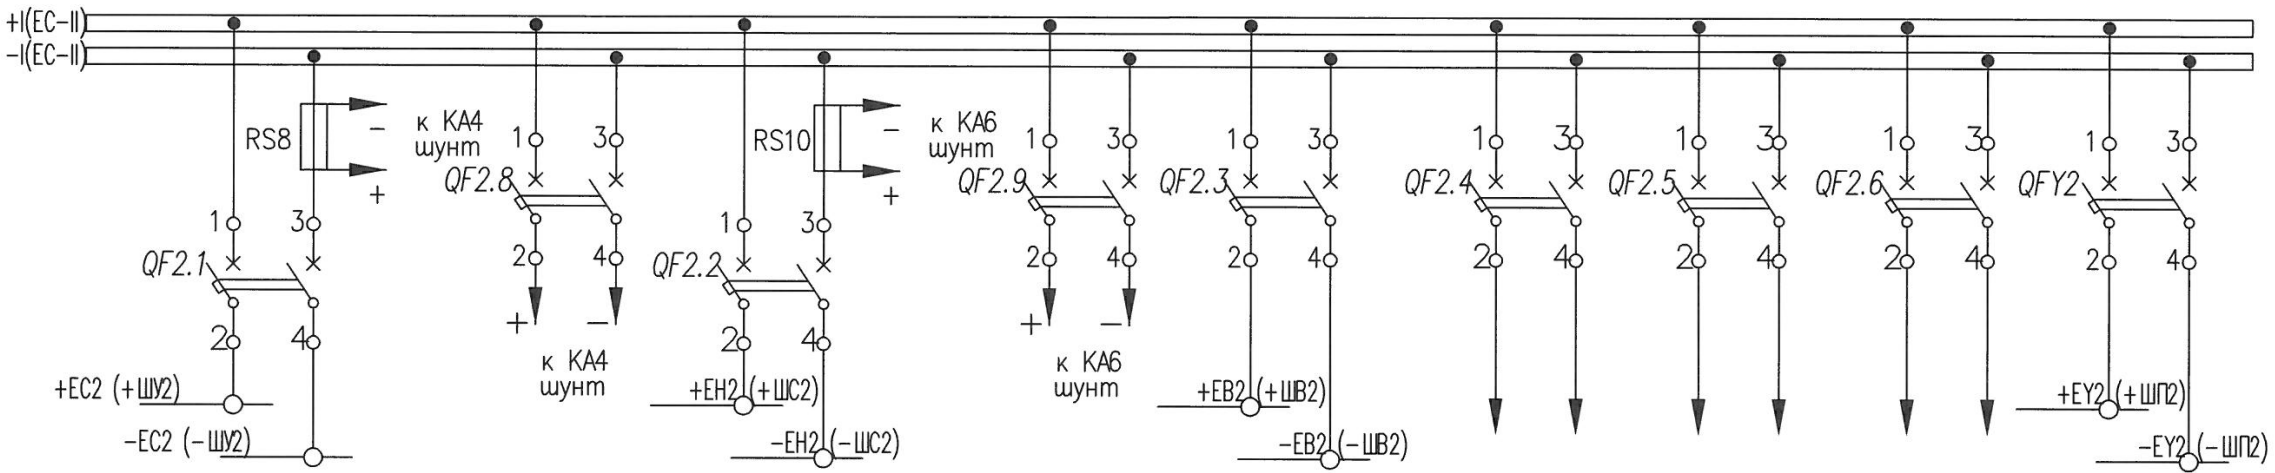 +I(EC-II)
-I(EC-II)
RS8
-
+
к КА4
шунт
QF2.8
1
3
2
4
+
-
к КА4
шунт
QF2.1
1
3
2
4
+EC2 (+ШУ2)
-EC2 (-ШУ2)
RS10
-
+
к КА6
шунт
QF2.2
1
3
2
4
+EH2 (+ШС2)
-EH2 (-ШС2)
QF2.9
1
3
2
4
+
-
к КА6
шунт
QF2.3
1
3
2
4
+EB2 (+ШВ2)
-EB2 (-ШВ2)
QF2.4
1
3
2
4
QF2.5
1
3
2
4
QF2.6
1
3
2
4
QFY2
1
3
2
4
+EY2 (+ШП2)
-EY2 (-ШП2)